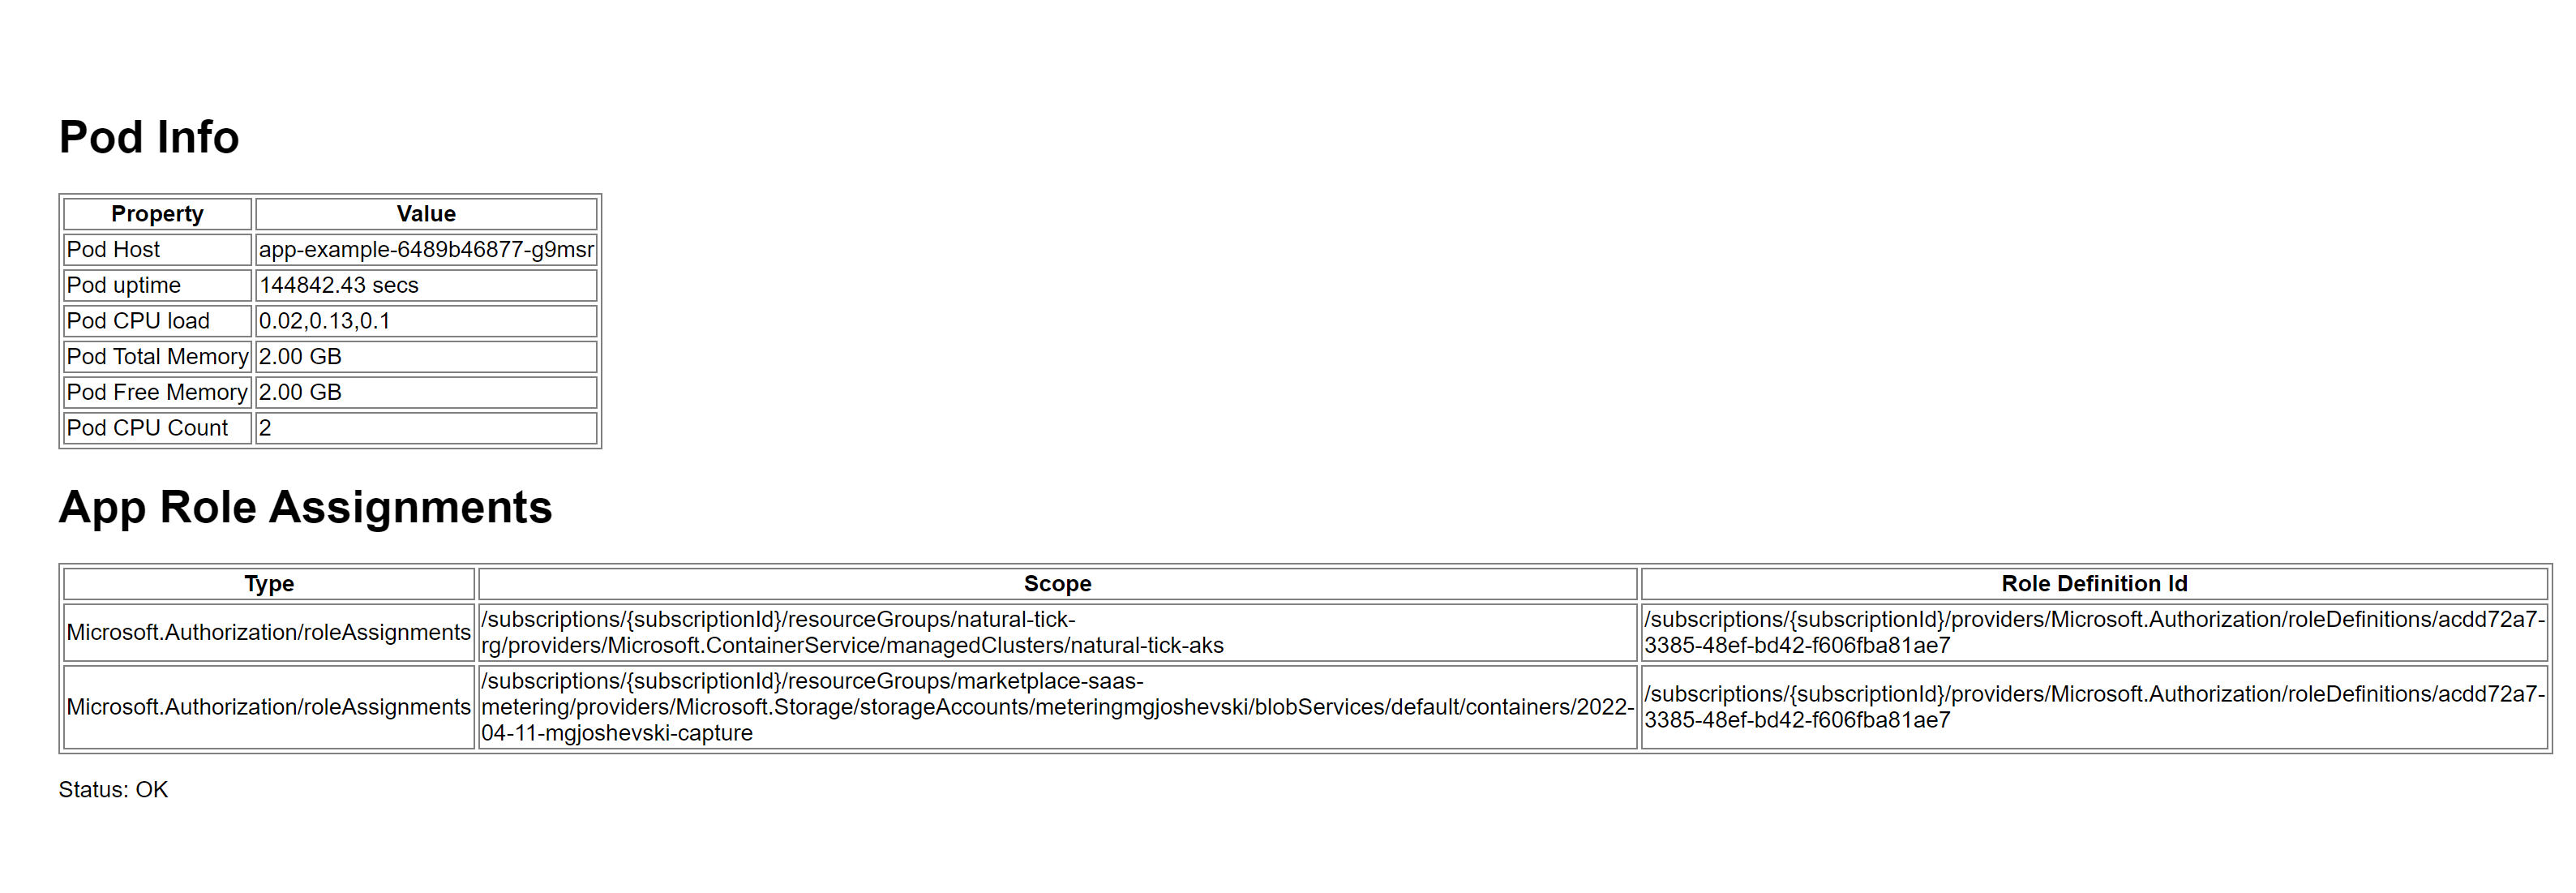 Pod Info
Property Value
Pod Host app-example-6489b46877-g9msr
Pod uptime 144842.43 secs
Pod CPU load 0.02,0.13,0.1
Pod Total Memory 2.00 GB
Pod Free Memory 2.00 GB
Pod CPU Count 2
App Role Assignments
Type Scope Role Definition Id
Microsoft.Authorization/roleAssignments
/subscriptions/{subscriptionId}/resourceGroups/natural-tick-
rg/providers/Microsoft.ContainerService/managedClusters/natural-tick-aks
/subscriptions/{subscriptionId}/providers/Microsoft.Authorization/roleDefinitions/acdd72a7-
3385-48ef-bd42-f606fba81ae7
Microsoft.Authorization/roleAssignments
/subscriptions/{subscriptionId}/resourceGroups/marketplace-saas-
metering/providers/Microsoft.Storage/storageAccounts/meteringmgjoshevski/blobServices/default/containers/2022-
04-11-mgjoshevski-capture
/subscriptions/{subscriptionId}/providers/Microsoft.Authorization/roleDefinitions/acdd72a7-
3385-48ef-bd42-f606fba81ae7
Status: OK